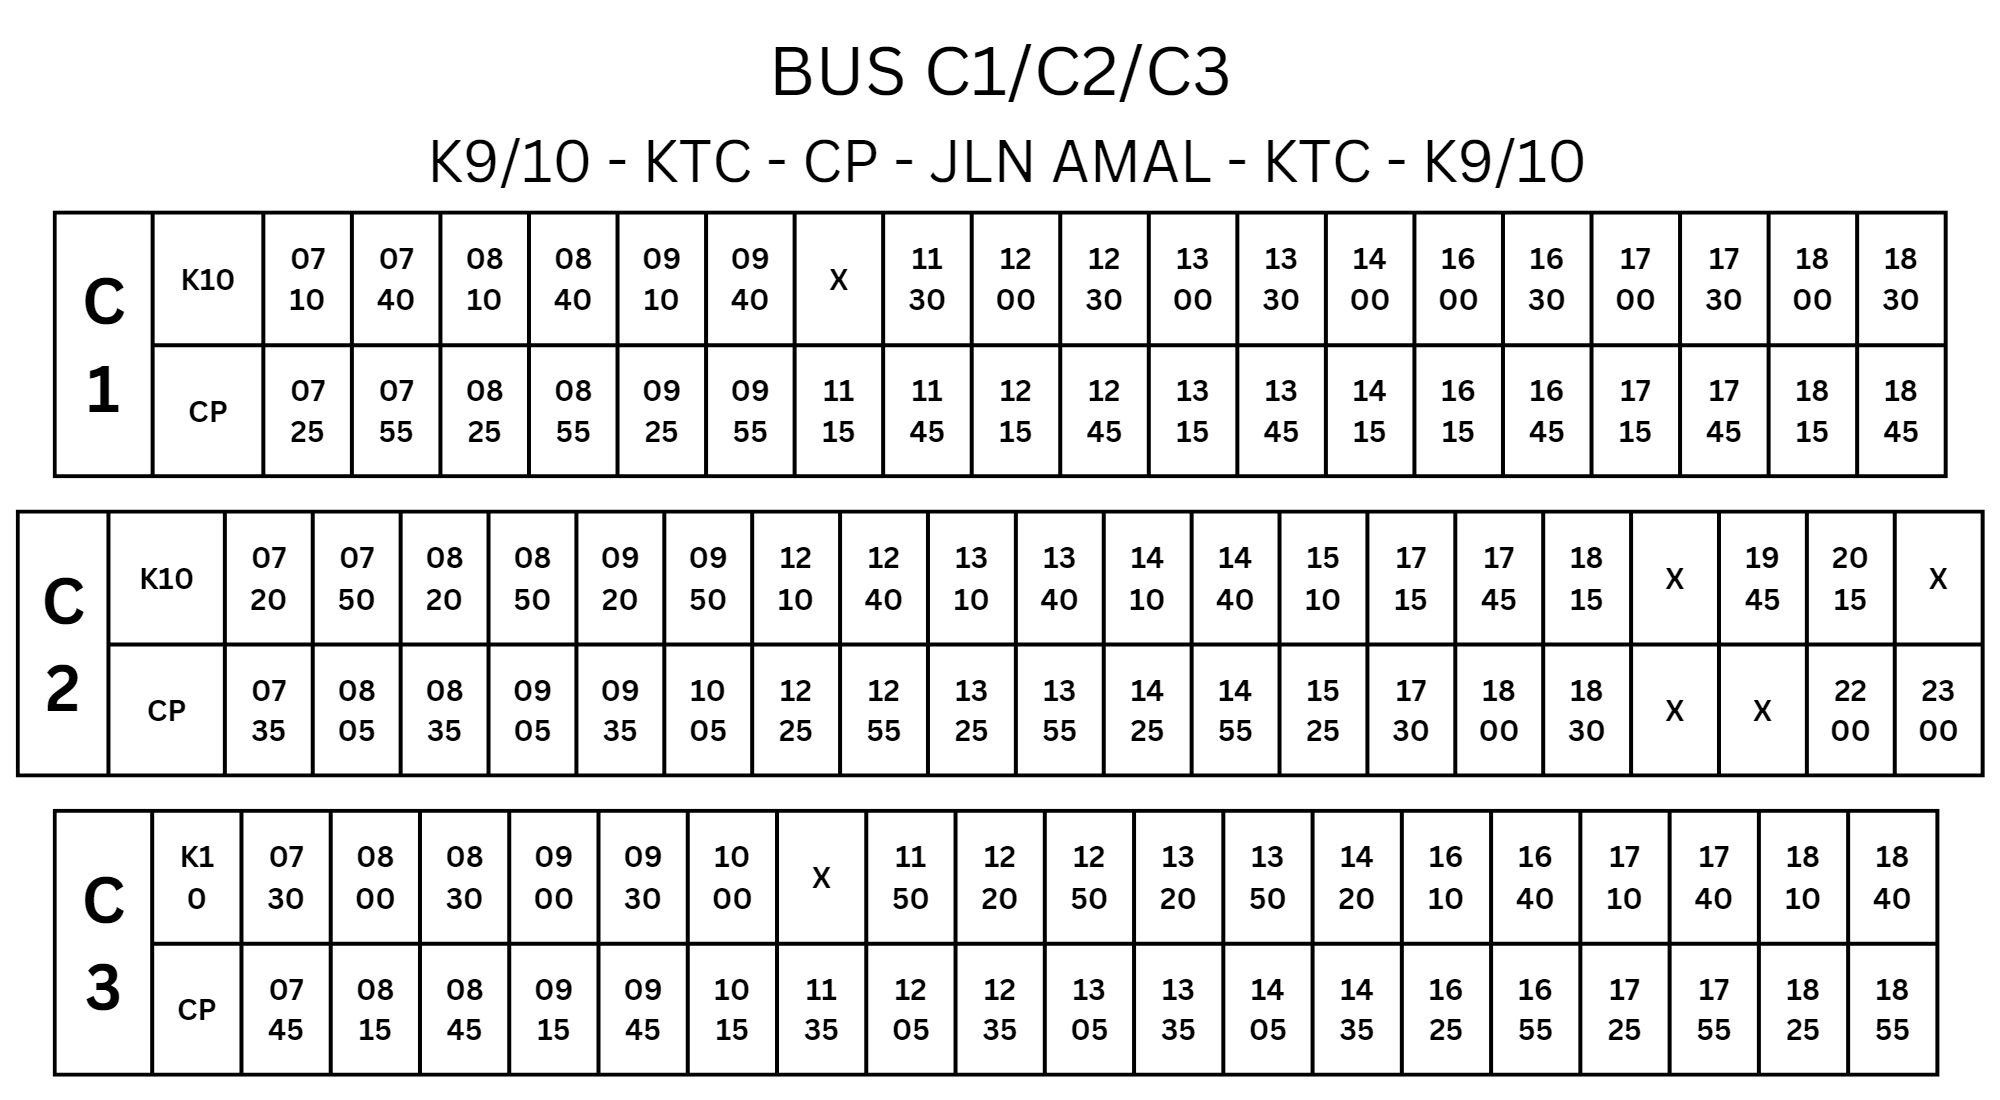 BUS C1/C2/C3
K9/10 - KTC - CP - JLN AMAL - KTC - K9/10
C
1
K10 07 10 07 40 08 10 08 40 09 10 09 40 X 11 30 12 00 12 30 13 00 13 30 14 00 16 00 16 30 17 00 17 30 18 00 18 30
CP 07 25 07 55 08 25 08 55 09 25 09 55 11 15 11 45 12 15 12 45 13 15 13 45 14 15 16 15 16 45 17 15 17 45 18 15 18 45
C
2
K10 07 20 07 50 08 20 08 50 09 20 09 50 12 10 12 40 13 10 13 40 14 10 14 40 15 10 17 15 17 45 18 15 X 19 45 20 15 X
CP 07 35 08 05 08 35 09 05 09 35 10 05 12 25 12 55 13 25 13 55 14 25 14 55 15 25 17 30 18 00 18 30 X X 22 00 23 00
C
3
K1 0 07 30 08 00 08 30 09 00 09 30 10 00 X 11 50 12 20 12 50 13 20 13 50 14 20 16 10 16 40 17 10 17 40 18 10 18 40
CP 07 45 08 15 08 45 09 15 09 45 10 15 11 35 12 05 12 35 13 05 13 35 14 05 14 35 16 25 16 55 17 25 17 55 18 25 18 55